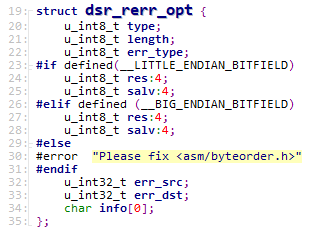 19: struct dsr_rerr_opt {
20: u_int8_t type;
21: u_int8_t length;
22: u_int8_t err_type;
23: #if defined(__LITTLE_ENDIAN_BITFIELD)
24: u_int8_t res:4;
25: u_int8_t salv:4;
26: #elif defined (__BIG_ENDIAN_BITFIELD)
27: u_int8_t res:4;
28: u_int8_t salv:4;
29: #else
30: #error "Please fix <asm/byteorder.h>"
31: #endif
32: u_int32_t err_src;
33: u_int32_t err_dst;
34: char info[0];
35: };